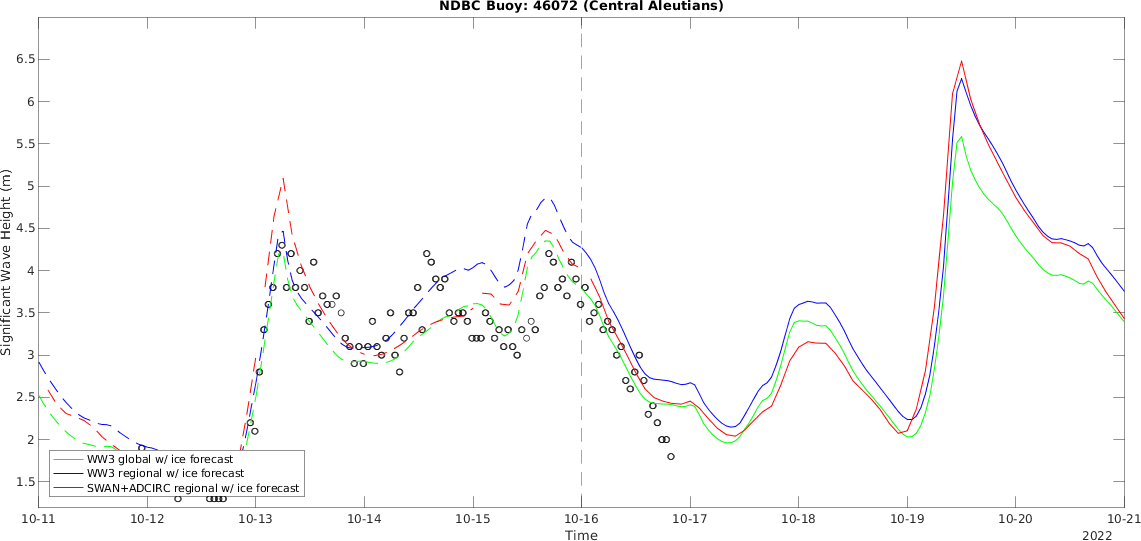 NDBC Buoy: 46072 (Central Aleutians)
Significant Wave Height (m)
6.5
6
5.5
5
4.5
4
3.5
3
2.5
2
1.5
WW3 global w/ ice forecast
WW3 regional w/ ice forecast
SWAN+ADCIRC regional w/ ice forecast
10-11 10-12 10-13 10-14 10-15 10-16 10-17 10-18 10-19 10-20 10-21
Time
2022